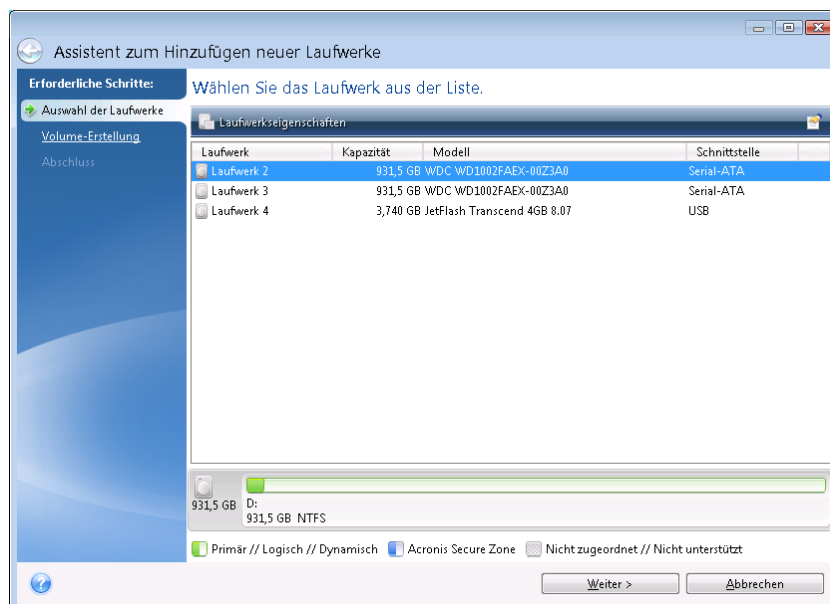 Assistent zum Hinzufügen neuer Laufwerke
Erforderliche Schritte:
Auswahl der Laufwerke
Volume-Erstellung
Abschluss
Wählen Sie das Laufwerk aus der Liste.
Laufwerkseigenschaften
Laufwerk Kapazität Modell Schnittstelle
Laufwerk 2 931,5 GB WDC WD1002FAEX-00Z3A0 Serial-ATA
Laufwerk 3 931,5 GB WDC WD1002FAEX-00Z3A0 Serial-ATA
Laufwerk 4 3,740 GB JetFlash Transcend 4GB 8.07 USB
931,5 GB D:
931,5 GB NTFS
Primär // Logisch // Dynamisch Acronis Secure Zone Nicht zugeordnet // Nicht unterstützt
? Weiter > Abbrechen